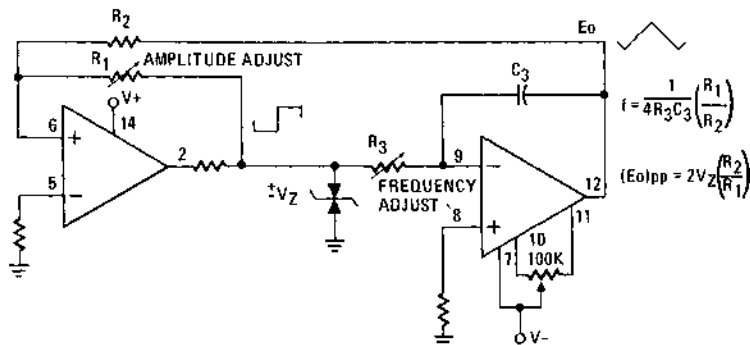 R2
Eo
R1 AMPLITUDE ADJUST
V+
14
6
+
2
5
−
±VZ
R3
FREQUENCY
ADJUST
C3
9
−
8
+
12
11
10
100K
7
V−
f = 1/4R3C3 (R1/R2)
(Eo)pp = 2VZ (R2/R1)